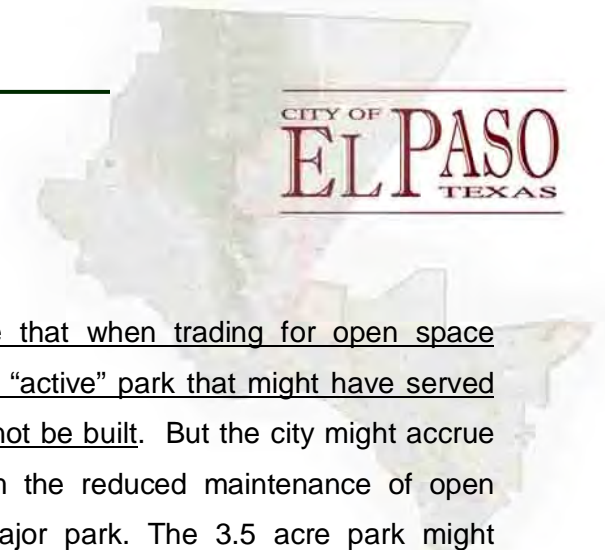 CITY OF
EL PASO
TEXAS
that when trading for open space
"active" park that might have served
not be built. But the city might accrue
the reduced maintenance of open
ajor park. The 3.5 acre park might